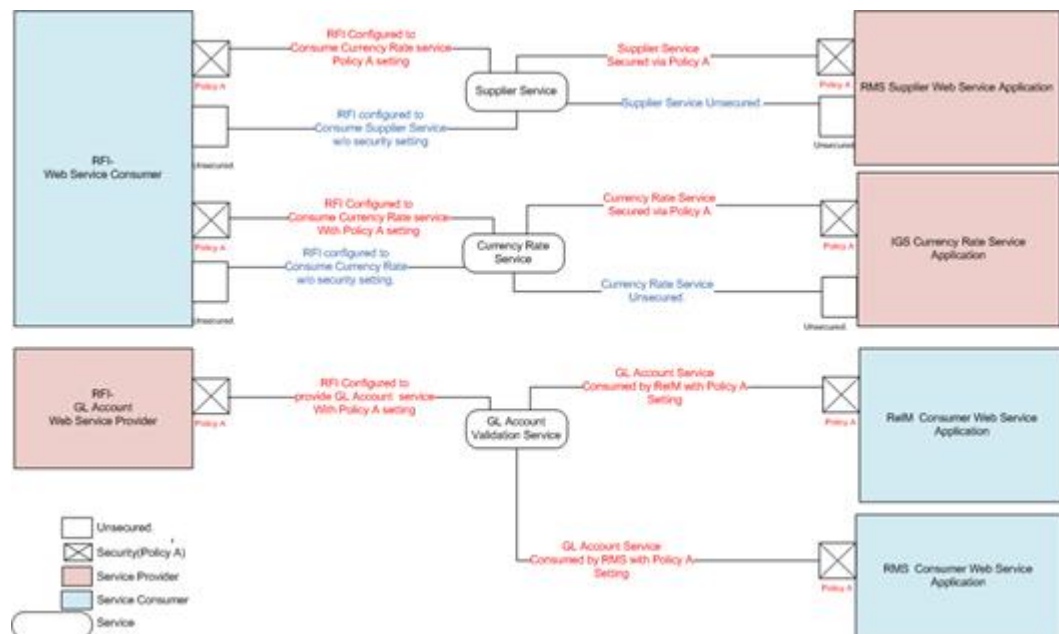 RFI Configured to
Consume Currency Rate service
Policy A setting
Supplier Service
Secured via Policy A
Policy A
Policy A
Supplier Service
RMS Supplier Web Service Application
Supplier Service Unsecured
RFI configured to
Consume Supplier Service
w/o security setting
Unsecured
Unsecured
RFI-
Web Service Consumer
RFI Configured to
Consume Currency Rate service
With Policy A setting
Currency Rate Service
Secured via Policy A
Policy A
Policy A
Currency Rate
Service
IGS Currency Rate Service
Application
RFI configured to
Consume Currency Rate
w/o security setting.
Currency Rate Service
Unsecured
Unsecured
Unsecured.
RFI-
GL Account
Web Service Provider
Policy A
RFI Configured to
provide GL Account service
With Policy A setting
GL Account Service
Consumed by ReIM with Policy A
Setting
Policy A
GL Account
Validation Service
ReIM Consumer Web Service
Application
GL Account Service
Consumed by RMS with Policy A
Setting
Policy A
RMS Consumer Web Service
Application
Unsecured.
Security(Policy A)
Service Provider
Service Consumer
Service